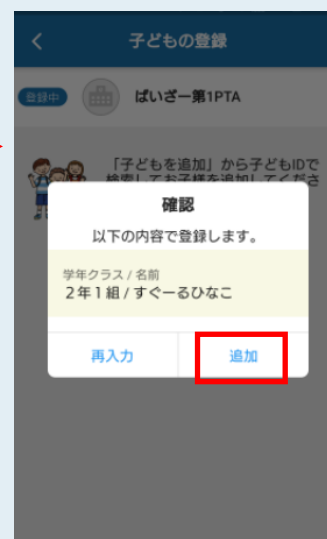 子どもの登録
登録中 ばいざー第1PTA
「子どもを追加」から子どもIDで
検索してお子様を追加してくださ
確認
以下の内容で登録します。
学年クラス / 名前
2年1組 / すぐーるひなこ
再入力 追加